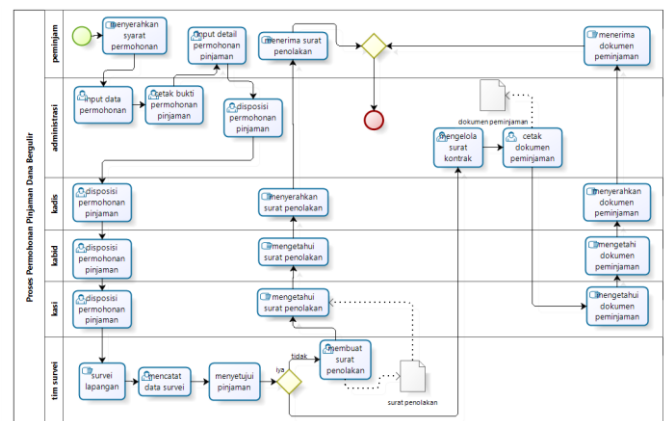 Proses Permohonan Pinjaman Dana Bergulir
peminjam
menyerahkan
syarat
permohonan
input detail
permohonan
pinjaman
menerima surat
penolakan
menerima
dokumen
peminjaman
administrasi
input data
permohonan
cetak bukti
permohonan
pinjaman
disposisi
permohonan
pinjaman
dokumen peminjaman
mengelola
surat
kontrak
cetak
dokumen
peminjaman
kadis
disposisi
permohonan
pinjaman
menyerahkan
surat penolakan
menyerahkan
dokumen
peminjaman
kabid
disposisi
permohonan
pinjaman
mengetahui
surat penolakan
mengetahi
dokumen
peminjaman
kasi
disposisi
permohonan
pinjaman
mengetahui
surat penolakan
mengetahui
dokumen
peminjaman
tim survei
survei
lapangan
mencatat
data survei
menyetujui
pinjaman
iya
tidak
membuat
surat
penolakan
surat penolakan